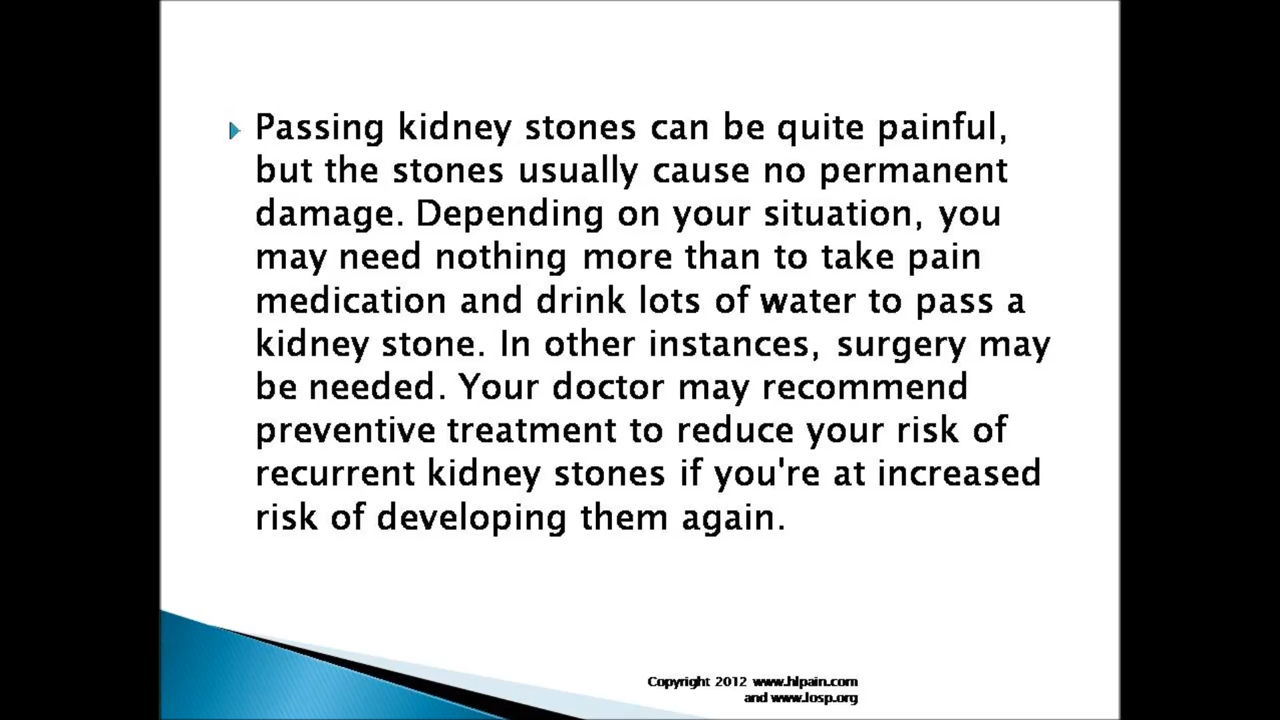 Passing kidney stones can be quite painful,
but the stones usually cause no permanent
damage. Depending on your situation, you
may need nothing more than to take pain
medication and drink lots of water to pass a
kidney stone. In other instances, surgery may
be needed. Your doctor may recommend
preventive treatment to reduce your risk of
recurrent kidney stones if you're at increased
risk of developing them again.
Copyright 2012 www.hlpain.com
and www.losp.org